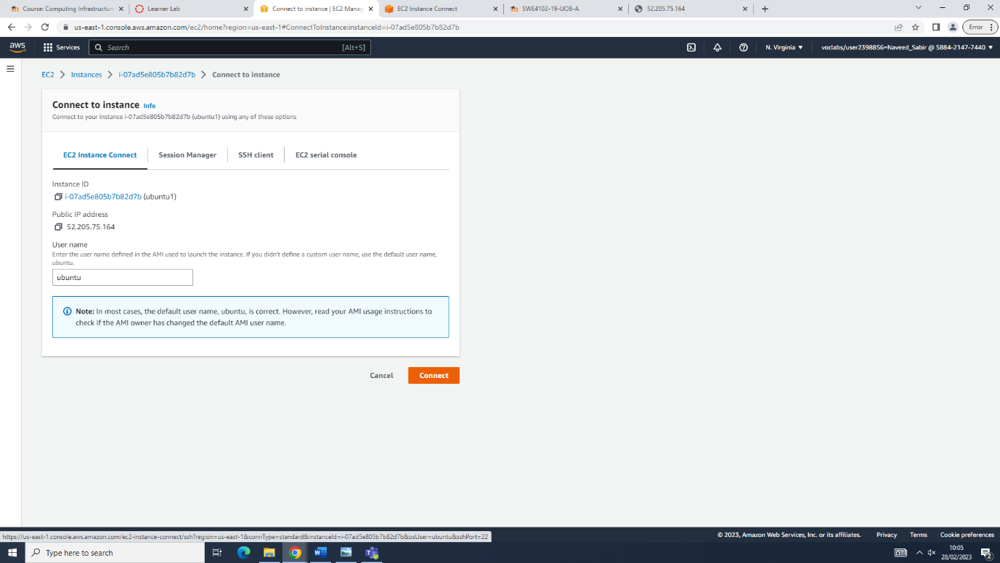 Course: Computing Infrastructure
Learner Lab
Connect to instance | EC2 Manag
EC2 Instance Connect
SWE4102-19-UOB-A
52.205.75.164
us-east-1.console.aws.amazon.com/ec2/home?region=us-east-1#ConnectToInstance:instanceId=i-07ad5e805b7b82d7b
Error
aws
Services
Search
[Alt+S]
N. Virginia
voclabs/user2398856=Naveed_Sabir @ 5884-2147-7440
EC2
Instances
i-07ad5e805b7b82d7b
Connect to instance
Connect to instance Info
Connect to your instance i-07ad5e805b7b82d7b (ubuntu1) using any of these options
EC2 Instance Connect
Session Manager
SSH client
EC2 serial console
Instance ID
i-07ad5e805b7b82d7b (ubuntu1)
Public IP address
52.205.75.164
User name
Enter the user name defined in the AMI used to launch the instance. If you didn't define a custom user name, use the default user name,
ubuntu.
ubuntu
Note: In most cases, the default user name, ubuntu, is correct. However, read your AMI usage instructions to
check if the AMI owner has changed the default AMI user name.
Cancel
Connect
https://us-east-1.console.aws.amazon.com/ec2-instance-connect/ssh?region=us-east-1&connType=standard&instanceId=i-07ad5e805b7b82d7b&osUser=ubuntu&sshPort=22
© 2023, Amazon Web Services, Inc. or its affiliates.
Privacy
Terms
Cookie preferences
Type here to search
10:05
28/02/2023
2